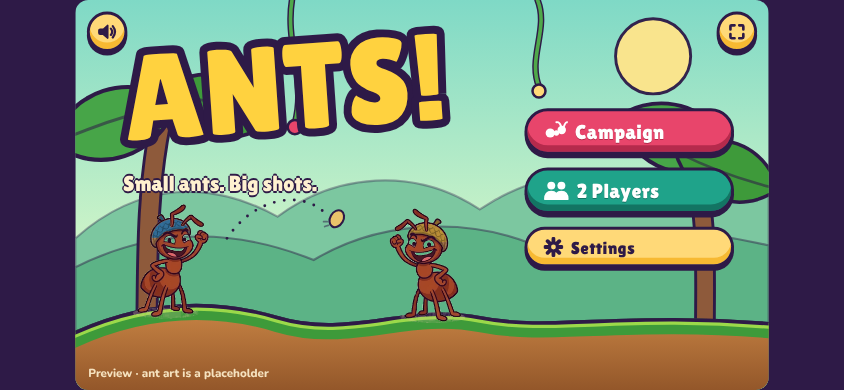 ANTS!
Small ants. Big shots.
Campaign
2 Players
Settings
Preview · ant art is a placeholder